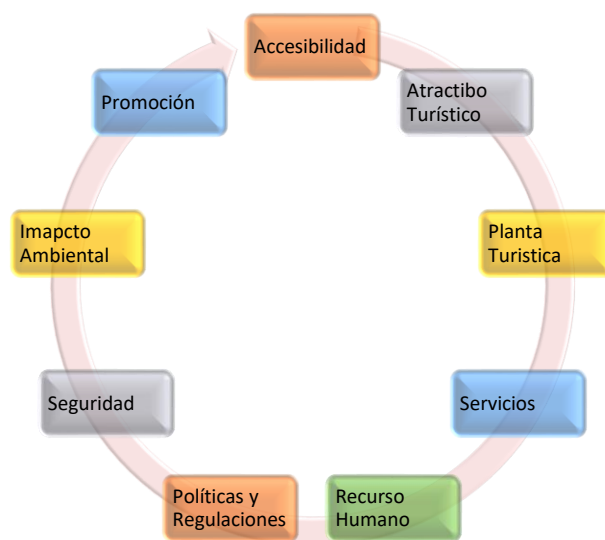 Accesibilidad
Atractibo
Turístico
Planta
Turistica
Servicios
Recurso
Humano
Políticas y
Regulaciones
Seguridad
Imapcto
Ambiental
Promoción